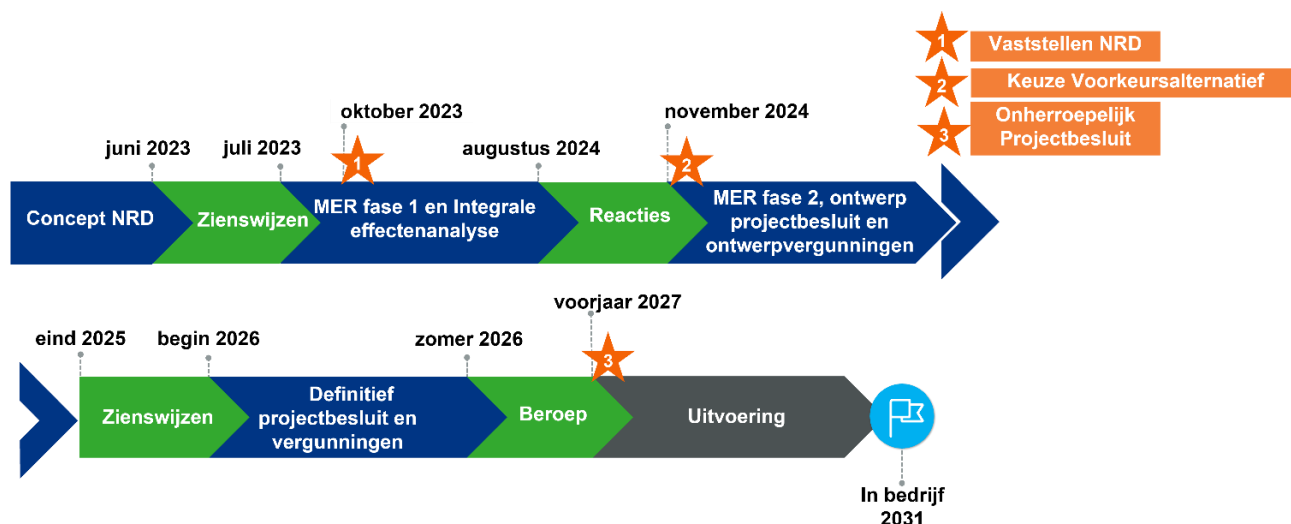 1 Vaststellen NRD
2 Keuze Voorkeursalternatief
3 Onherroepelijk
Projectbesluit
juni 2023
juli 2023
oktober 2023
augustus 2024
november 2024
1
2
Concept NRD
Zienswijzen
MER fase 1 en Integrale
effectenanalyse
Reacties
MER fase 2, ontwerp
projectbesluit en
ontwerpvergunningen
eind 2025
begin 2026
zomer 2026
voorjaar 2027
3
Zienswijzen
Definitief
projectbesluit en
vergunningen
Beroep
Uitvoering
In bedrijf
2031